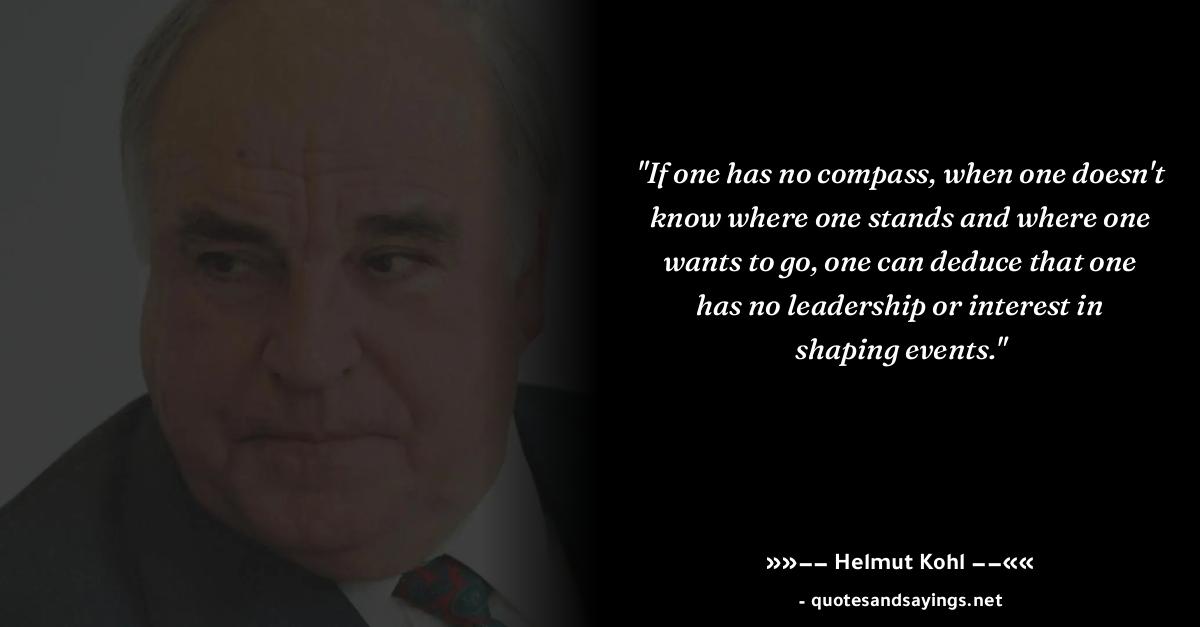 "If one has no compass, when one doesn't
know where one stands and where one
wants to go, one can deduce that one
has no leadership or interest in
shaping events."
»»–– Helmut Kohl ––««
- quotesandsayings.net